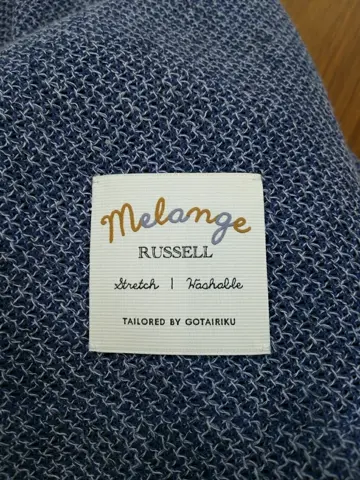 Melange
RUSSELL
Stretch | Washable
TAILORED BY GOTAIRIKU